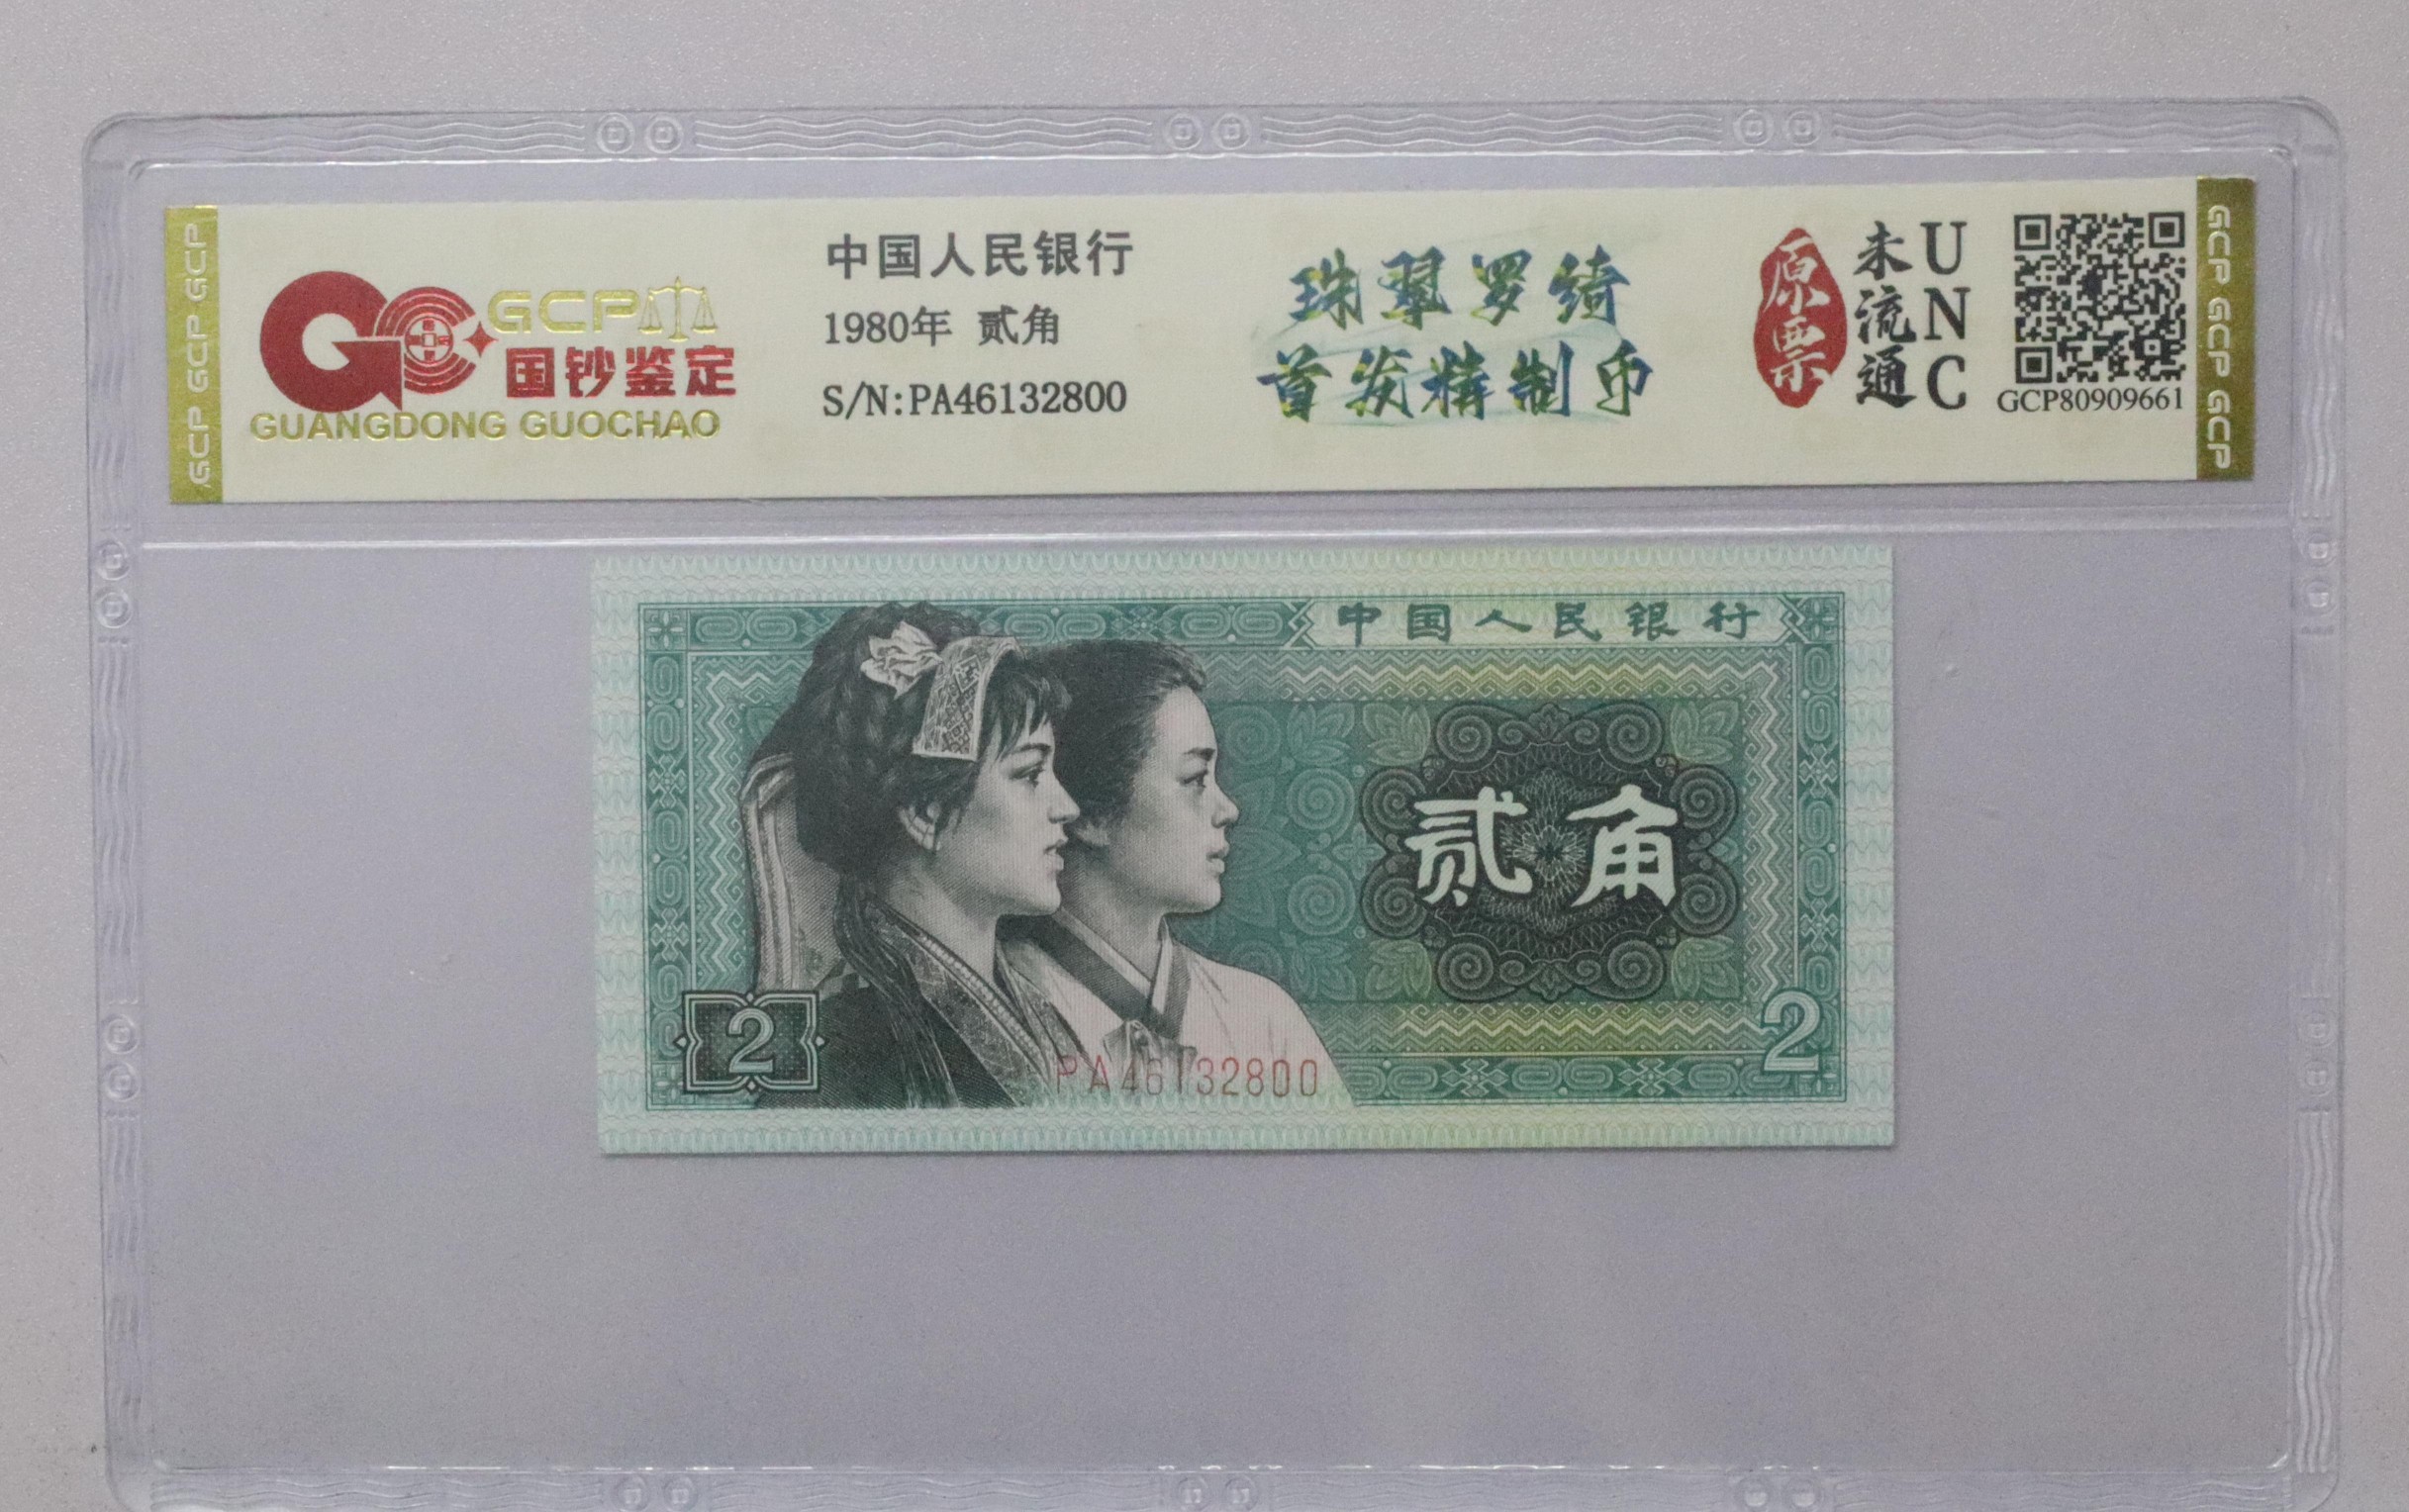 GCP GCP GCP
GCP
国钞鉴定
GUANGDONG GUOCHAO
中国人民银行
1980年 贰角
S/N:PA46132800
珠翠罗绮
首发精制币
原票
未流通
UNC
GCP80909661
GCP GCP GCP GCP
中国人民银行
贰角
2
2
PA46132800